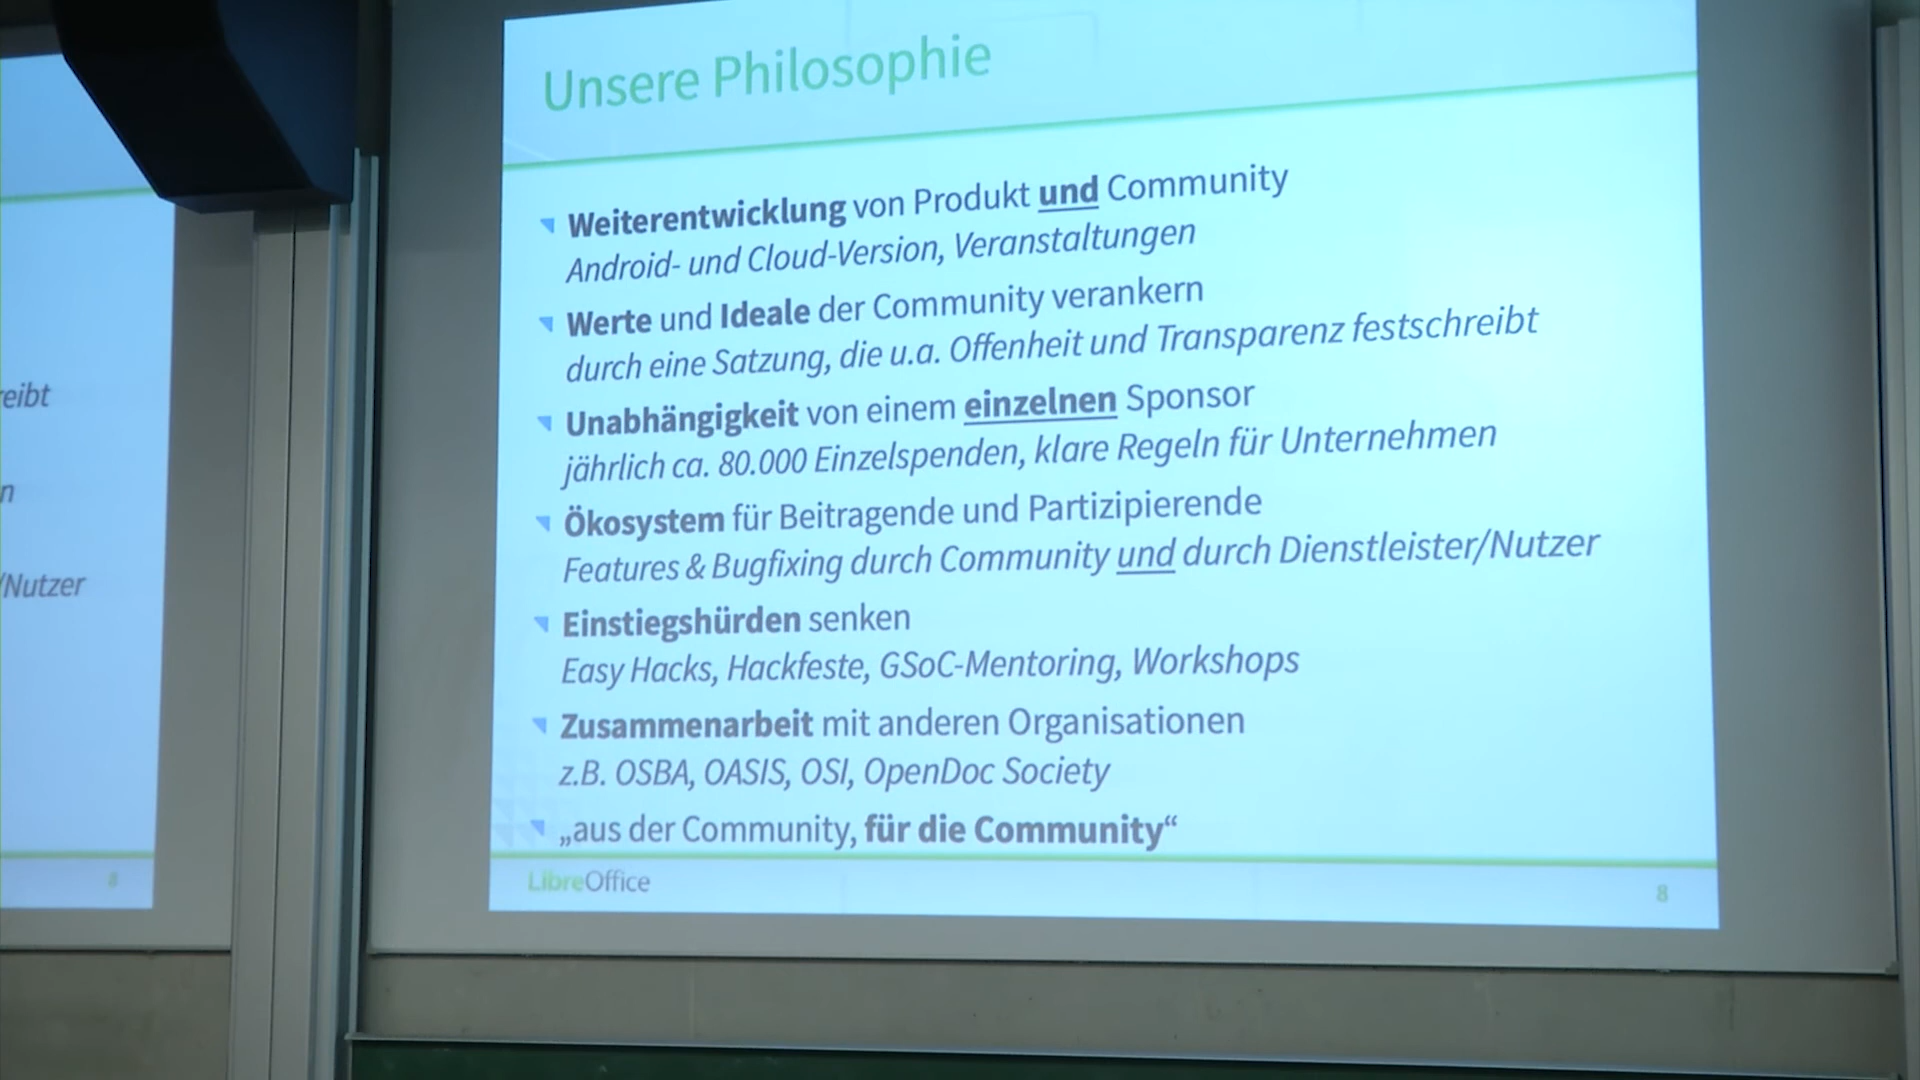 Unsere Philosophie
Weiterentwicklung von Produkt und Community
Android- und Cloud-Version, Veranstaltungen
Werte und Ideale der Community verankern
durch eine Satzung, die u.a. Offenheit und Transparenz festschreibt
Unabhängigkeit von einem einzelnen Sponsor
jährlich ca. 80.000 Einzelspenden, klare Regeln für Unternehmen
Ökosystem für Beitragende und Partizipierende
Features & Bugfixing durch Community und durch Dienstleister/Nutzer
Einstiegshürden senken
Easy Hacks, Hackfeste, GSoC-Mentoring, Workshops
Zusammenarbeit mit anderen Organisationen
z.B. OSBA, OASIS, OSI, OpenDoc Society
„aus der Community, für die Community“
LibreOffice
8
eibt
n
/Nutzer
8